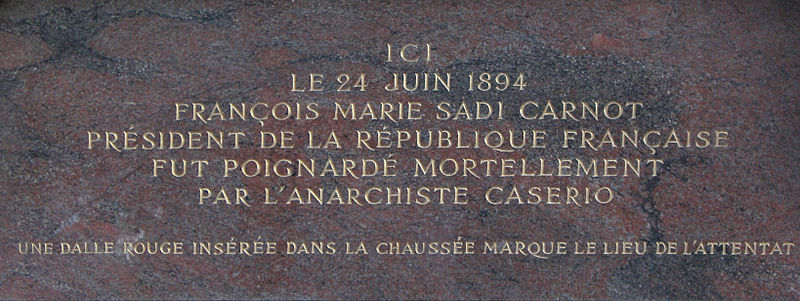 ICI
LE 24 JUIN 1894
FRANÇOIS MARIE SADI CARNOT
PRÉSIDENT DE LA RÉPUBLIQUE FRANÇAISE
FUT POIGNARDÉ MORTELLEMENT
PAR L'ANARCHISTE CASERIO
UNE DALLE ROUGE INSÉRÉE DANS LA CHAUSSÉE MARQUE LE LIEU DE L'ATTENTAT